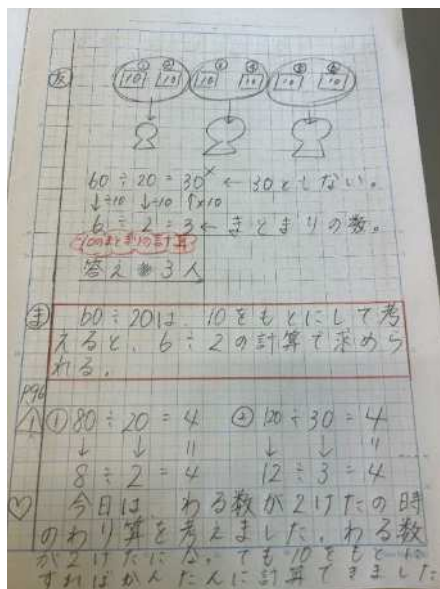 ① ② ③ ④ ⑤ ⑥
友 10 10 10 10 10 10
60÷20=30 ← 30としない。
↓÷10 ↓÷10 ↑×10
6÷2=3 ← まとまりの数。
10のまとまりの計算
答え 3人
ま 60÷20は、10をもとにして考
えると、6÷2の計算で求めら
れる。
P96
1 ①80÷20=4 ②120÷30=4
↓ ↓ || ↓ ↓ ||
8÷2=4 12÷3=4
♡ 今日は、わる数が2けたの時
のわり算を考えました。わる数
が2けたになっても10をもとに
すればかんたんに計算できました